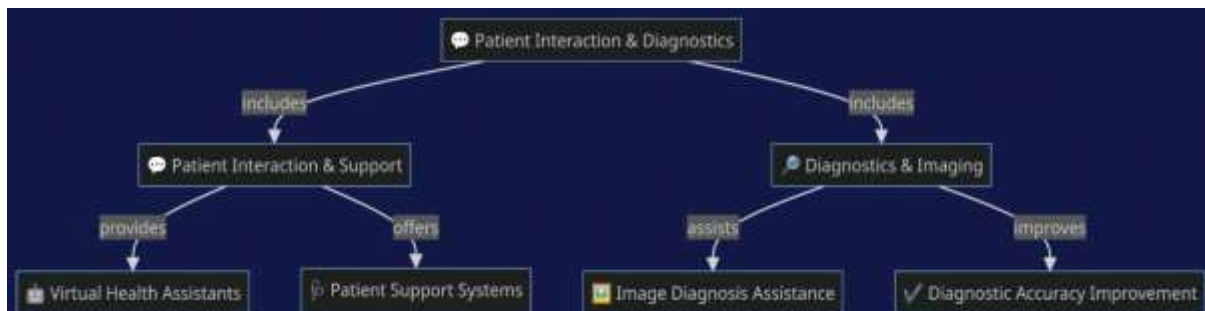 💬 Patient Interaction & Diagnostics
includes
includes
💬 Patient Interaction & Support
🔎 Diagnostics & Imaging
provides
offers
assists
improves
🤖 Virtual Health Assistants
🩺 Patient Support Systems
🖼️ Image Diagnosis Assistance
✔️ Diagnostic Accuracy Improvement